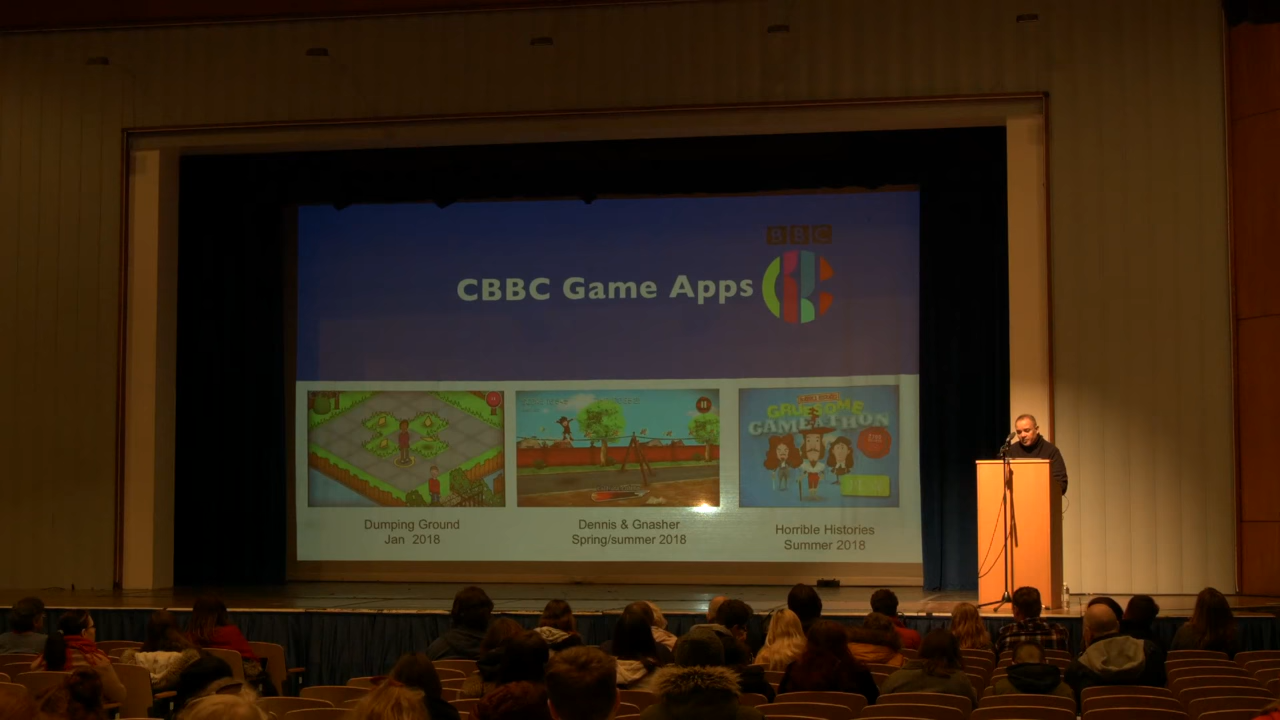 BBC
CBBC Game Apps
GRUESOME
GAMEATHON
Dumping Ground
Jan 2018
Dennis & Gnasher
Spring/summer 2018
Horrible Histories
Summer 2018